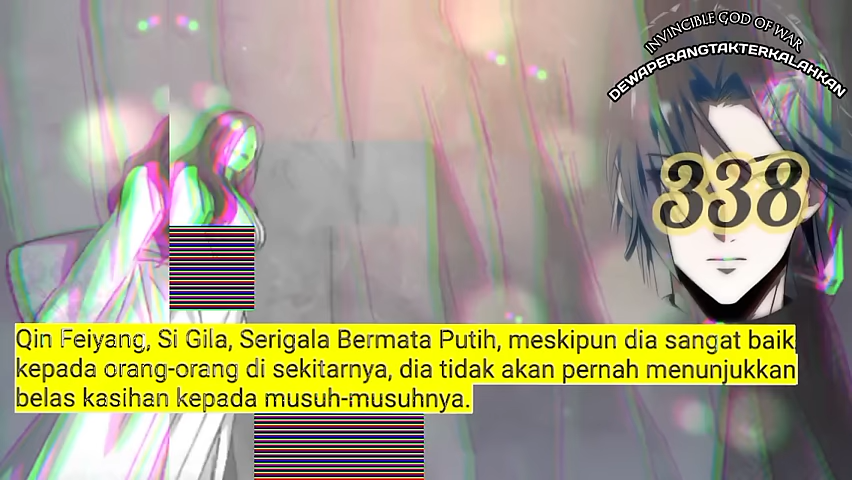 INVINCIBLE GOD OF WAR
DEWAPERANGTAKTERKALAHKAN
338
Qin Feiyang, Si Gila, Serigala Bermata Putih, meskipun dia sangat baik
kepada orang-orang di sekitarnya, dia tidak akan pernah menunjukkan
belas kasihan kepada musuh-musuhnya.